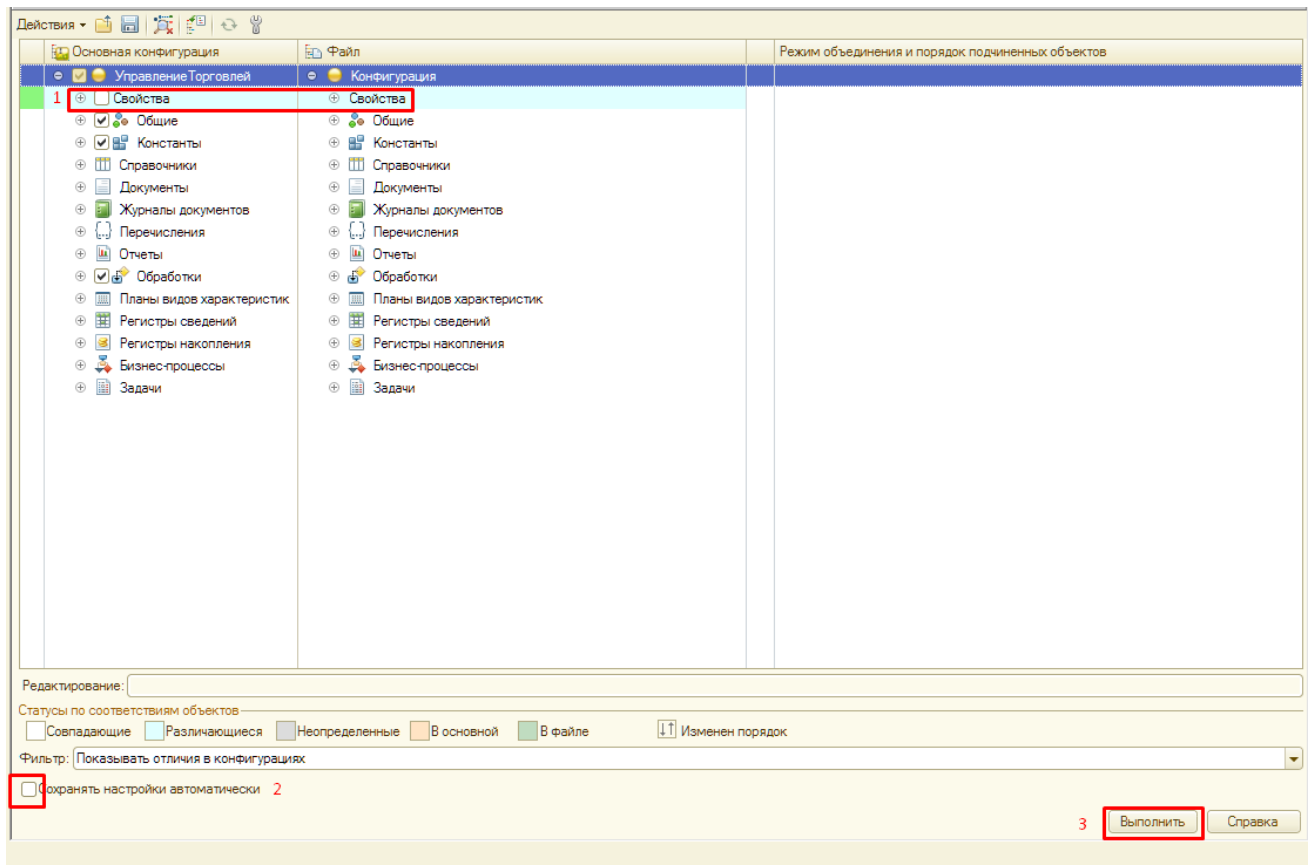 Действия
Основная конфигурация Файл Режим объединения и порядок подчиненных объектов
УправлениеТорговлей Конфигурация
1 Свойства Свойства
Общие Общие
Константы Константы
Справочники Справочники
Документы Документы
Журналы документов Журналы документов
Перечисления Перечисления
Отчеты Отчеты
Обработки Обработки
Планы видов характеристик Планы видов характеристик
Регистры сведений Регистры сведений
Регистры накопления Регистры накопления
Бизнес-процессы Бизнес-процессы
Задачи Задачи
Редактирование:
Статусы по соответствиям объектов
Совпадающие Различающиеся Неопределенные В основной В файле Изменен порядок
Фильтр: Показывать отличия в конфигурациях
Сохранять настройки автоматически 2
3 Выполнить Справка